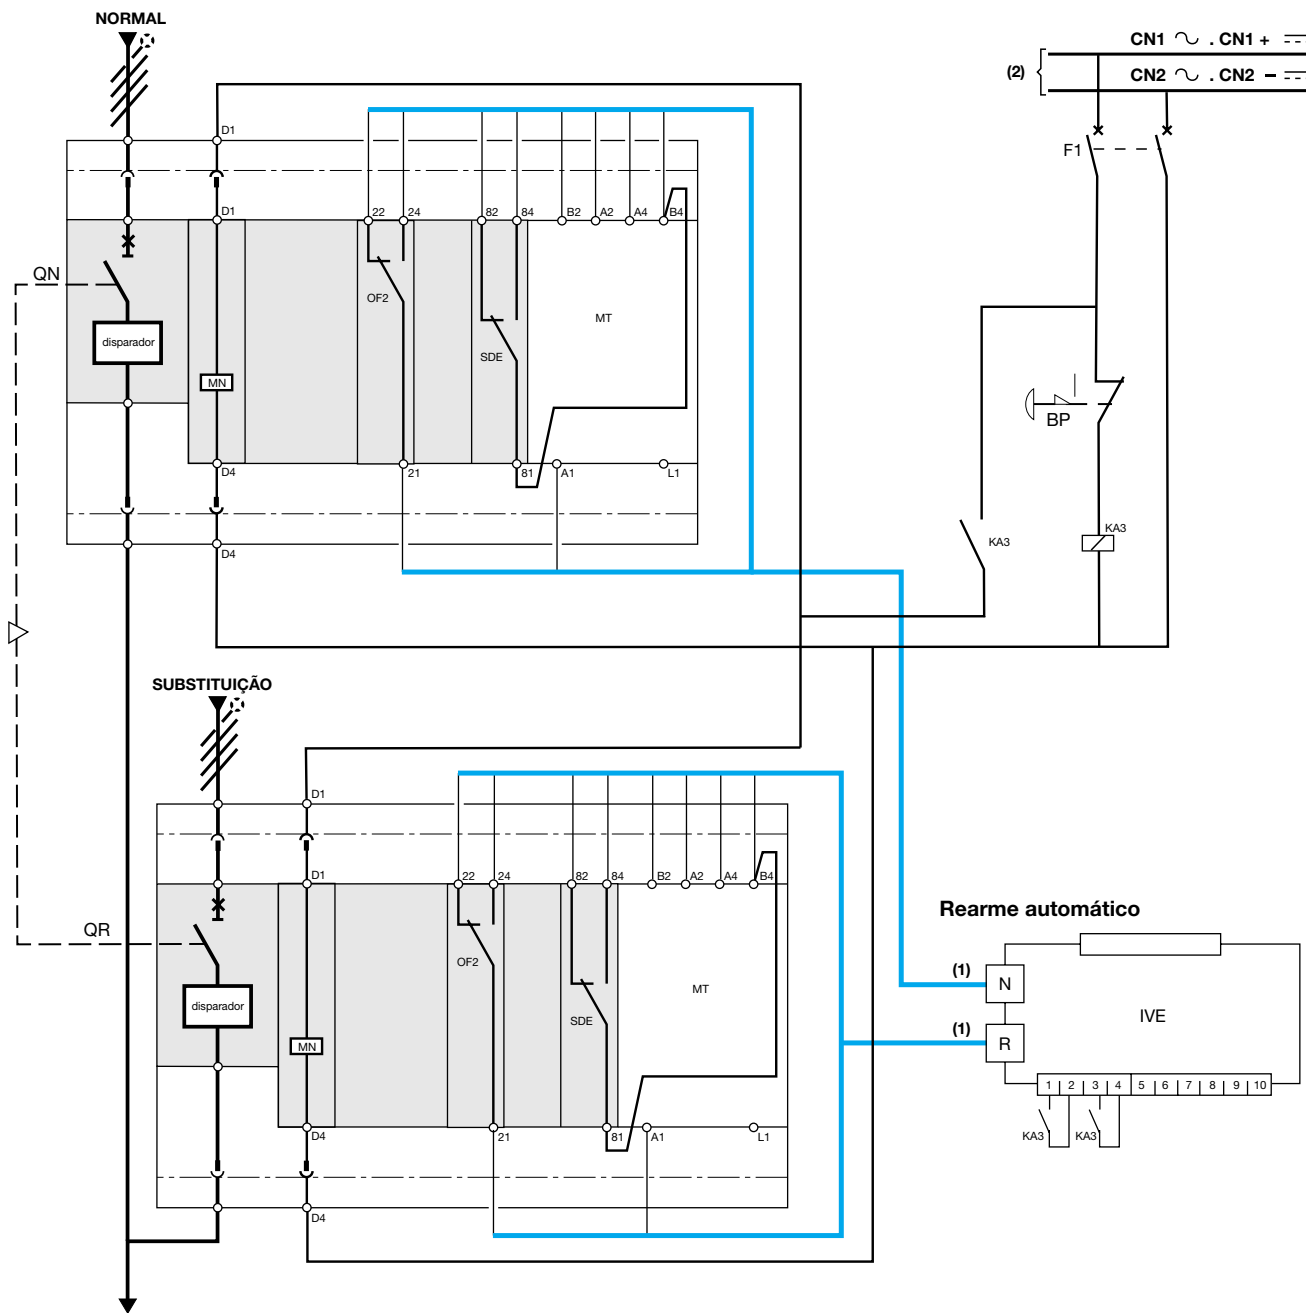 NORMAL
CN1 ∿ . CN1 + ⎓
(2)
CN2 ∿ . CN2 − ⎓
D1
F1
D1
22
24
82
84
B2
A2
A4
B4
QN
OF2
MT
disparador
SDE
MN
BP
D4
21
81
A1
L1
KA3
KA3
D4
SUBSTITUIÇÃO
D1
D1
22
24
82
84
B2
A2
A4
B4
Rearme automático
QR
OF2
(1)
N
MT
disparador
SDE
IVE
(1)
R
MN
1 2 3 4 5 6 7 8 9 10
D4
21
81
A1
L1
KA3
KA3
D4